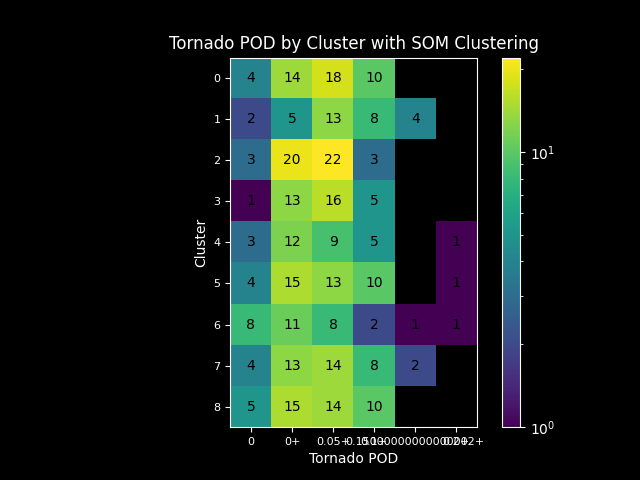 Tornado POD by Cluster with SOM Clustering
0 4 14 18 10
1 2 5 13 8 4
2 3 20 22 3
3 1 13 16 5
4 3 12 9 5 1
5 4 15 13 10 1
6 8 11 8 2 1 1
7 4 13 14 8 2
8 5 15 14 10
0 0+ 0.05+
Tornado POD
Cluster
10¹
10⁰